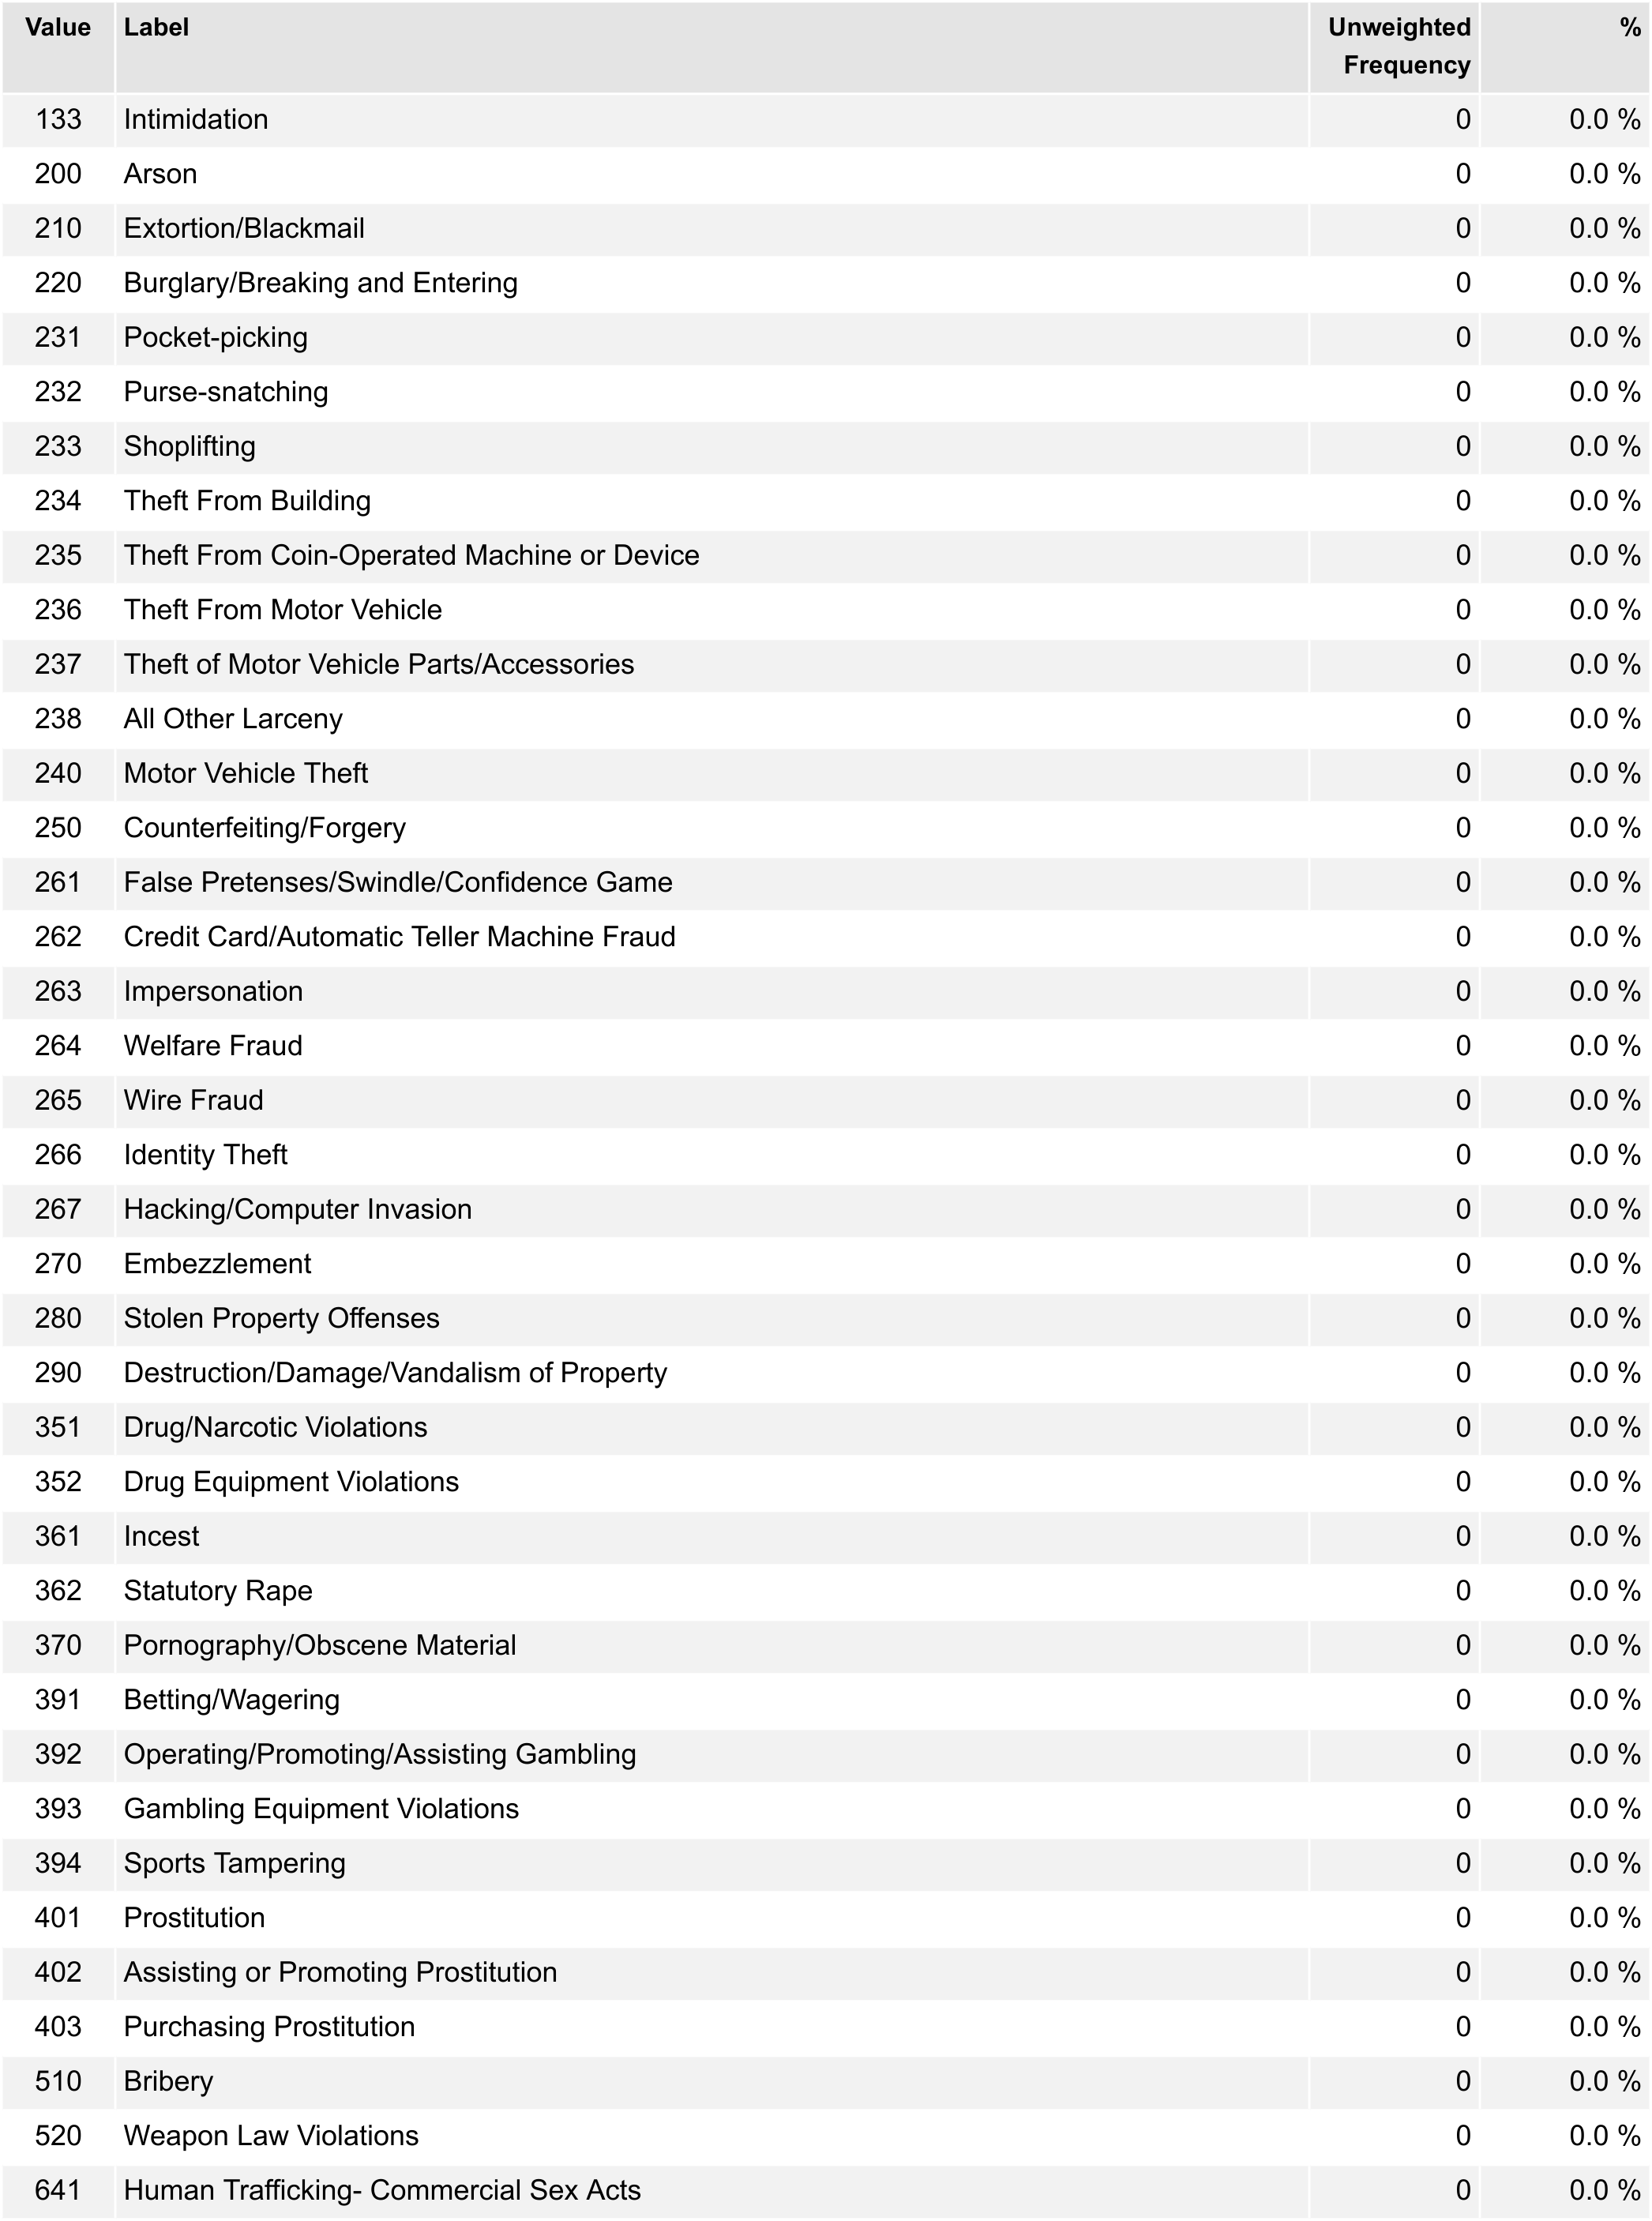 Value Label Unweighted Frequency %
133 Intimidation 0 0.0 %
200 Arson 0 0.0 %
210 Extortion/Blackmail 0 0.0 %
220 Burglary/Breaking and Entering 0 0.0 %
231 Pocket-picking 0 0.0 %
232 Purse-snatching 0 0.0 %
233 Shoplifting 0 0.0 %
234 Theft From Building 0 0.0 %
235 Theft From Coin-Operated Machine or Device 0 0.0 %
236 Theft From Motor Vehicle 0 0.0 %
237 Theft of Motor Vehicle Parts/Accessories 0 0.0 %
238 All Other Larceny 0 0.0 %
240 Motor Vehicle Theft 0 0.0 %
250 Counterfeiting/Forgery 0 0.0 %
261 False Pretenses/Swindle/Confidence Game 0 0.0 %
262 Credit Card/Automatic Teller Machine Fraud 0 0.0 %
263 Impersonation 0 0.0 %
264 Welfare Fraud 0 0.0 %
265 Wire Fraud 0 0.0 %
266 Identity Theft 0 0.0 %
267 Hacking/Computer Invasion 0 0.0 %
270 Embezzlement 0 0.0 %
280 Stolen Property Offenses 0 0.0 %
290 Destruction/Damage/Vandalism of Property 0 0.0 %
351 Drug/Narcotic Violations 0 0.0 %
352 Drug Equipment Violations 0 0.0 %
361 Incest 0 0.0 %
362 Statutory Rape 0 0.0 %
370 Pornography/Obscene Material 0 0.0 %
391 Betting/Wagering 0 0.0 %
392 Operating/Promoting/Assisting Gambling 0 0.0 %
393 Gambling Equipment Violations 0 0.0 %
394 Sports Tampering 0 0.0 %
401 Prostitution 0 0.0 %
402 Assisting or Promoting Prostitution 0 0.0 %
403 Purchasing Prostitution 0 0.0 %
510 Bribery 0 0.0 %
520 Weapon Law Violations 0 0.0 %
641 Human Trafficking- Commercial Sex Acts 0 0.0 %